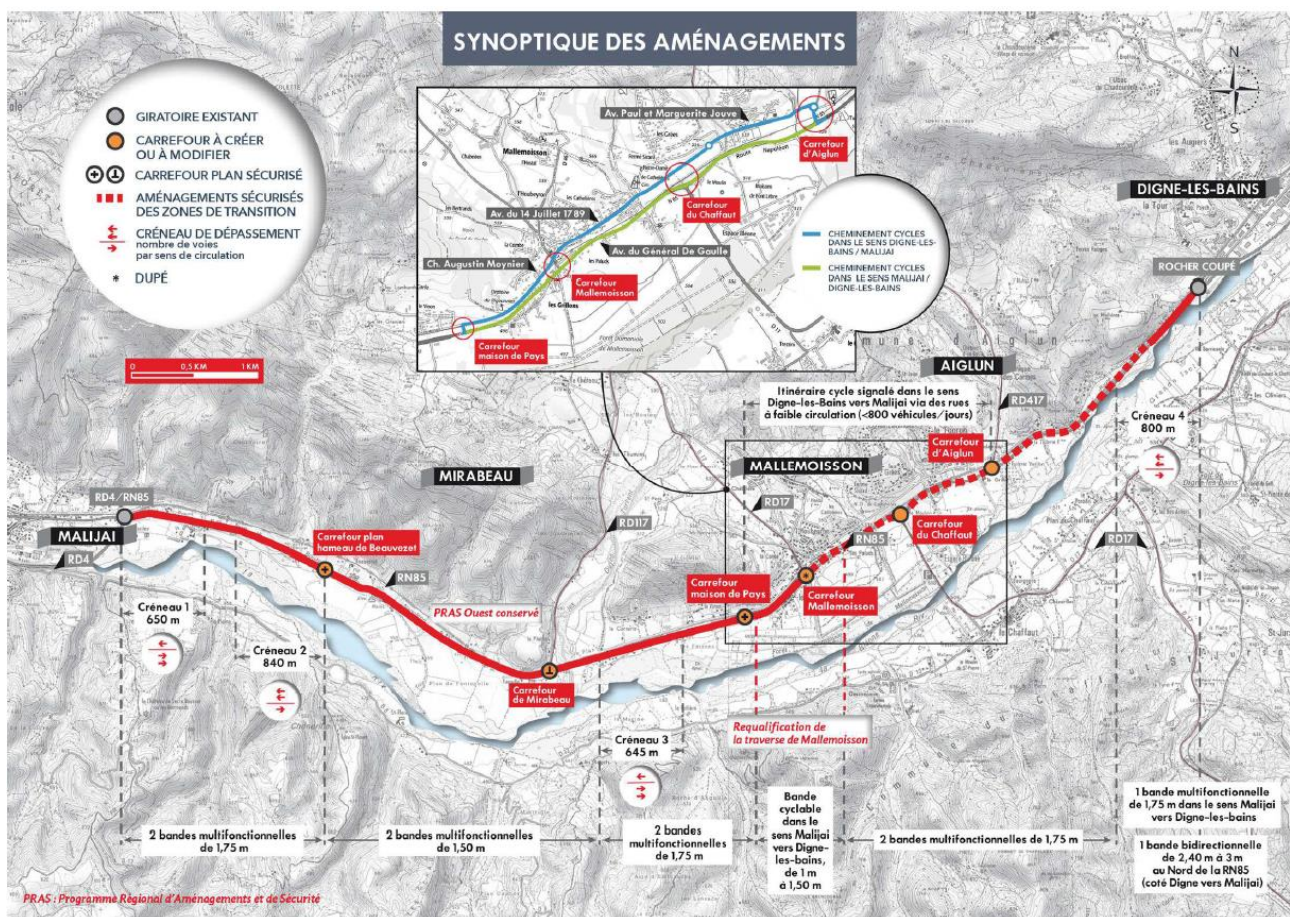 SYNOPTIQUE DES AMÉNAGEMENTS
GIRATOIRE EXISTANT
CARREFOUR À CRÉER
OU À MODIFIER
CARREFOUR PLAN SÉCURISÉ
AMÉNAGEMENTS SÉCURISÉS
DES ZONES DE TRANSITION
CRÉNEAU DE DÉPASSEMENT
nombre de voies
par sens de circulation
* DUPÉ
0 0,5 KM 1 KM
Av. Paul et Marguerite Jouve
Carrefour
d'Aiglun
Mallemoisson
Route Napoléon
Carrefour
du Chaffaut
Av. du 14 Juillet 1789
Av. du Général De Gaulle
Ch. Augustin Moynier
Carrefour
Mallemoisson
les Grillons
Carrefour
maison de Pays
CHEMINEMENT CYCLES
DANS LE SENS DIGNE-LES-
BAINS / MALIJAI
CHEMINEMENT CYCLES
DANS LE SENS MALIJAI /
DIGNE-LES-BAINS
N
S
DIGNE-LES-BAINS
ROCHER COUPÉ
AIGLUN
RD417
Itinéraire cycle signalé dans le sens
Digne-les-Bains vers Malijai via des rues
à faible circulation (<800 véhicules/jours)
Créneau 4
800 m
Carrefour
d'Aiglun
MALLEMOISSON
MIRABEAU
RD17
RD117
RN85
Carrefour
du Chaffaut
RD17
le Chaffaut
RD4/RN85
MALIJAI
RD4
Carrefour plan
hameau de Beauvezet
RN85
PRAS Ouest conservé
Carrefour
maison de Pays
Carrefour
Mallemoisson
Carrefour
de Mirabeau
Créneau 1
650 m
Créneau 2
840 m
Créneau 3
645 m
Requalification de
la traverse de Mallemoisson
2 bandes multifonctionnelles
de 1,75 m
2 bandes multifonctionnelles
de 1,50 m
2 bandes
multifonctionnelles
de 1,75 m
Bande
cyclable
dans le
sens Malijai
vers Digne-
les-bains,
de 1 m
à 1,50 m
2 bandes multifonctionnelles de 1,75 m
1 bande multifonctionnelle
de 1,75 m dans le sens Malijai
vers Digne-les-bains
1 bande bidirectionnelle
de 2,40 m à 3 m
au Nord de la RN85
(coté Digne vers Malijai)
PRAS : Programme Régional d'Aménagements et de Sécurité